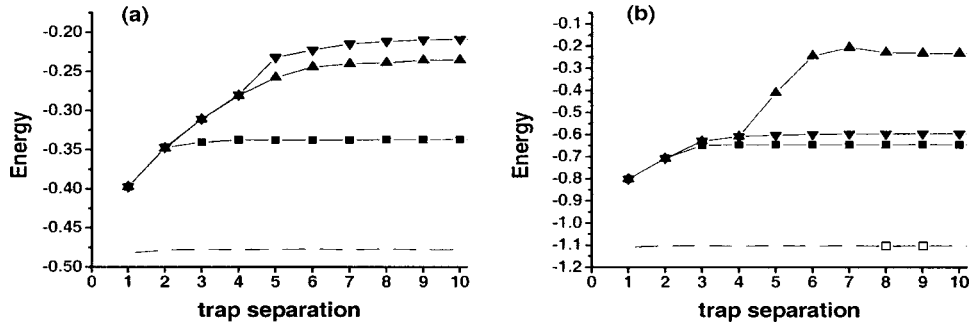 (a)
-0.20
-0.25
-0.30
-0.35
-0.40
-0.45
-0.50
Energy
0 1 2 3 4 5 6 7 8 9 10
trap separation
(b)
-0.1
-0.2
-0.3
-0.4
-0.5
-0.6
-0.7
-0.8
-0.9
-1.0
-1.1
-1.2
Energy
0 1 2 3 4 5 6 7 8 9 10
trap separation